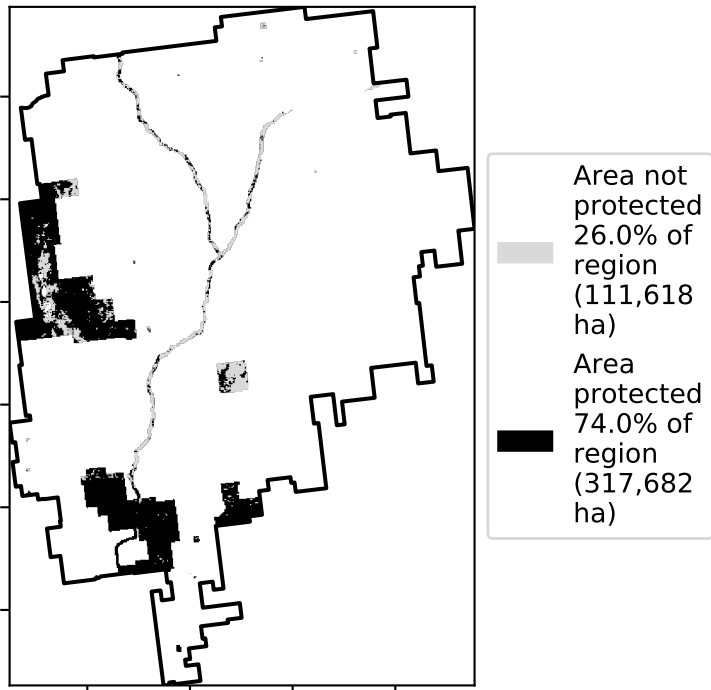 Area not
protected
26.0% of
region
(111,618
ha)
Area
protected
74.0% of
region
(317,682
ha)